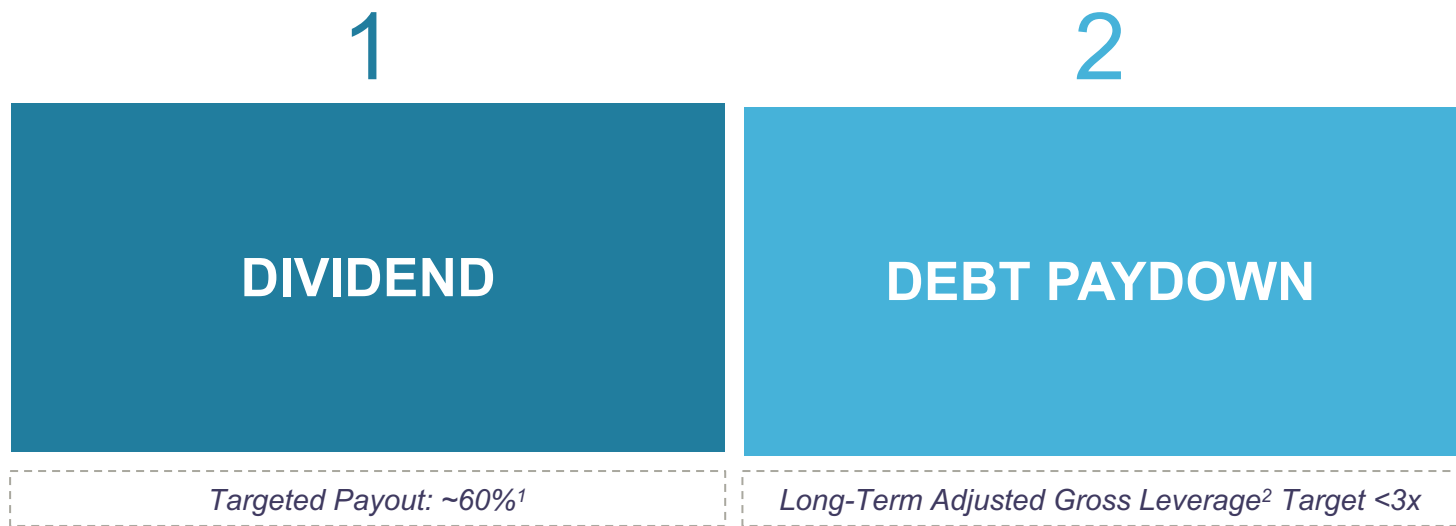 1
2
DIVIDEND
DEBT PAYDOWN
Targeted Payout: ~60%¹
Long-Term Adjusted Gross Leverage² Target <3x